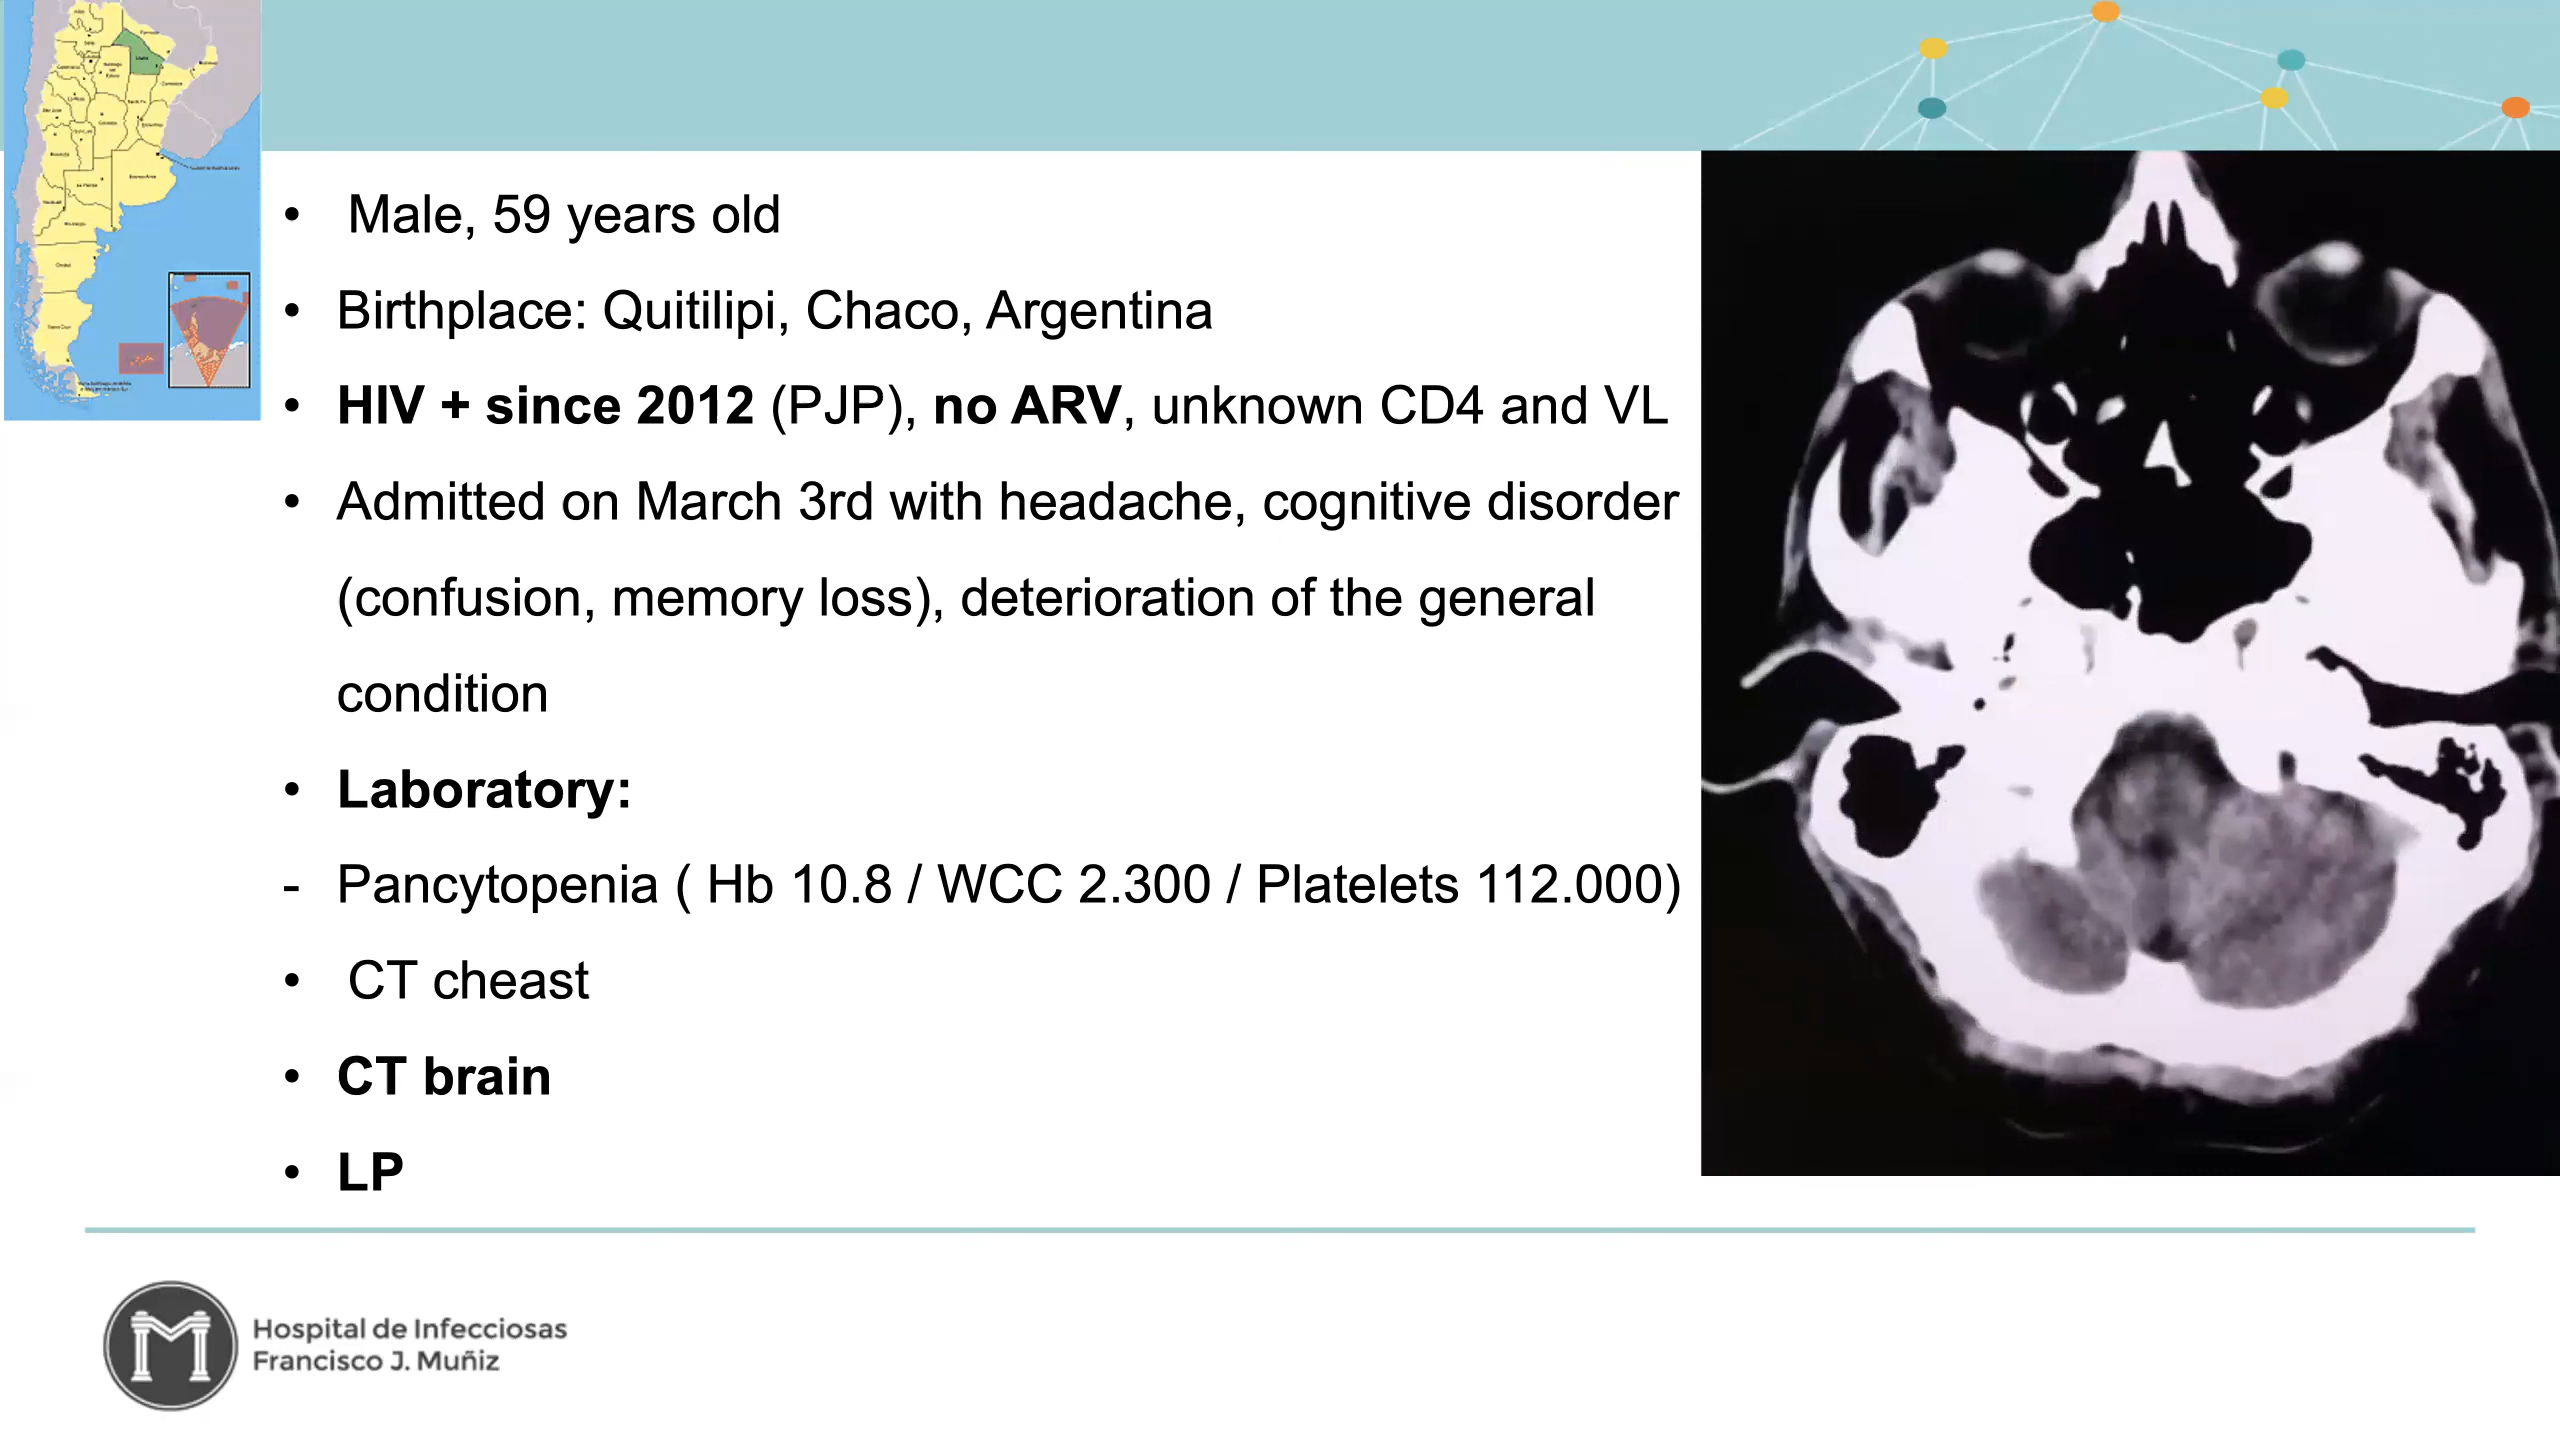 • Male, 59 years old
• Birthplace: Quitilipi, Chaco, Argentina
• HIV + since 2012 (PJP), no ARV, unknown CD4 and VL
• Admitted on March 3rd with headache, cognitive disorder
(confusion, memory loss), deterioration of the general
condition
• Laboratory:
- Pancytopenia ( Hb 10.8 / WCC 2.300 / Platelets 112.000)
• CT cheast
• CT brain
• LP
Hospital de Infecciosas
Francisco J. Muñiz